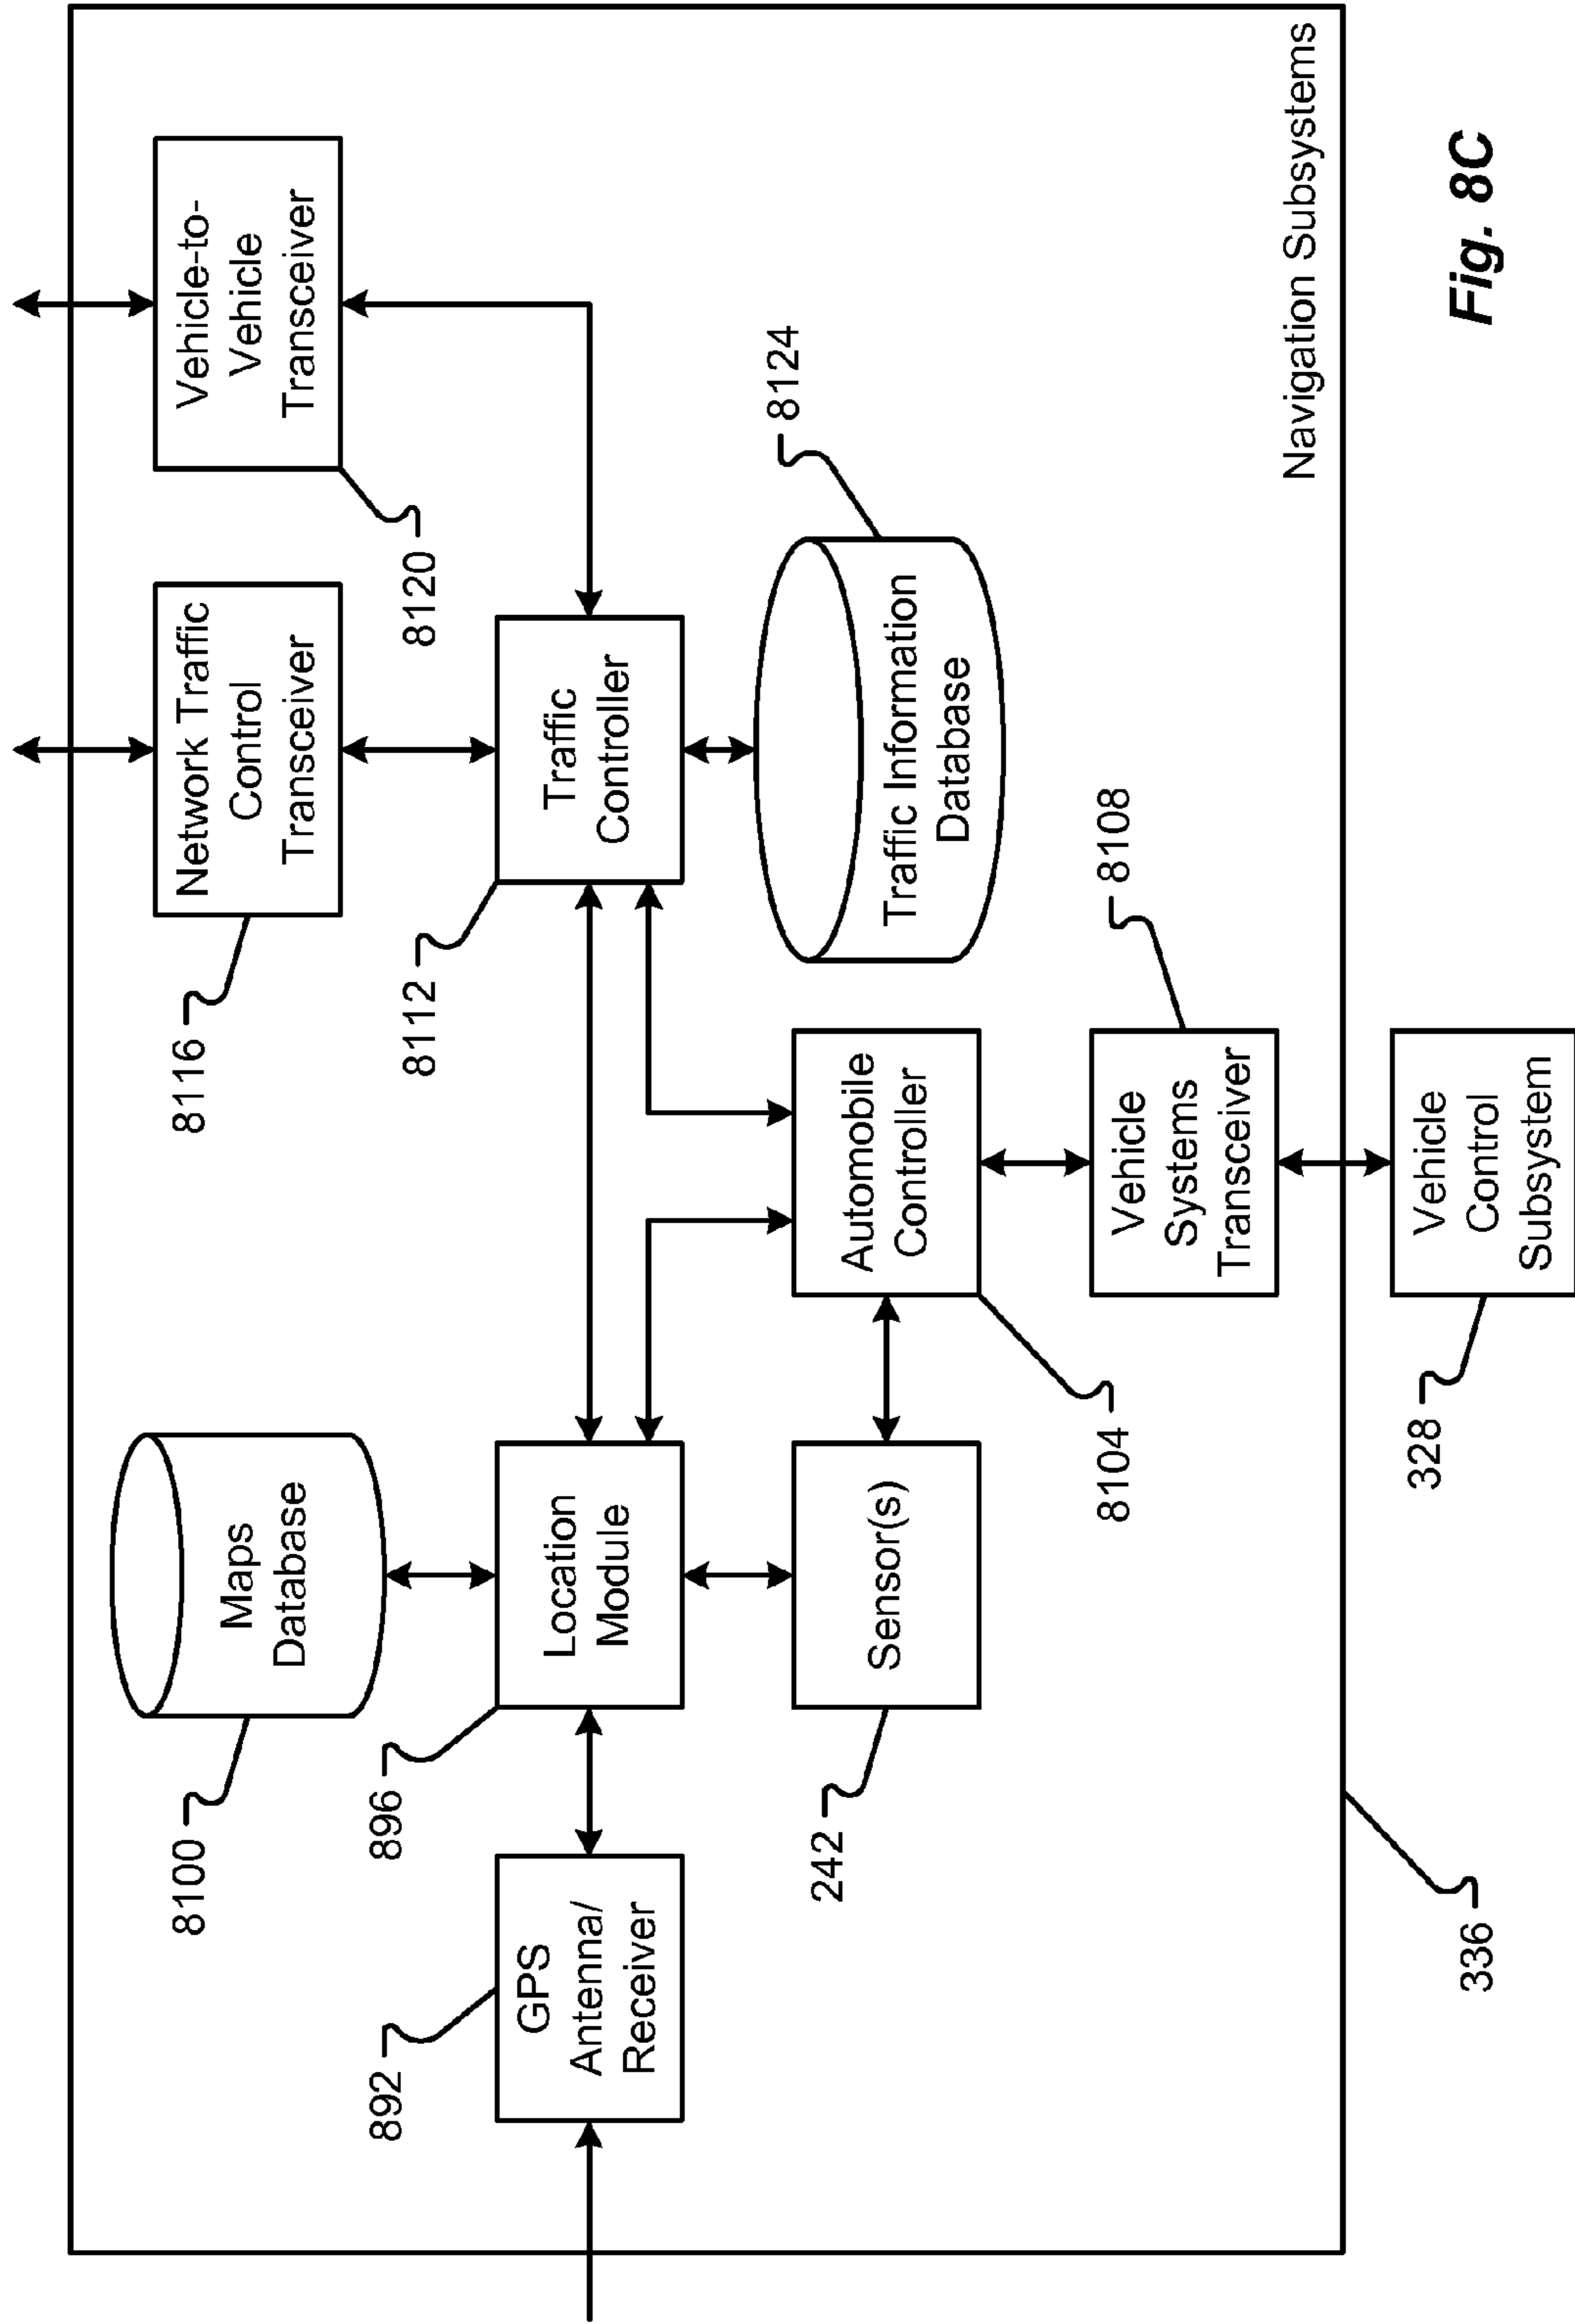 8100
Maps
Database
8116
Network Traffic
Control
Transceiver
Vehicle-to-
Vehicle
Transceiver
8120
892
GPS
Antenna/
Receiver
896
Location
Module
8112
Traffic
Controller
8124
Traffic Information
Database
242
Sensor(s)
Automobile
Controller
8104
8108
Vehicle
Systems
Transceiver
Navigation Subsystems
336
328
Vehicle
Control
Subsystem
Fig. 8C